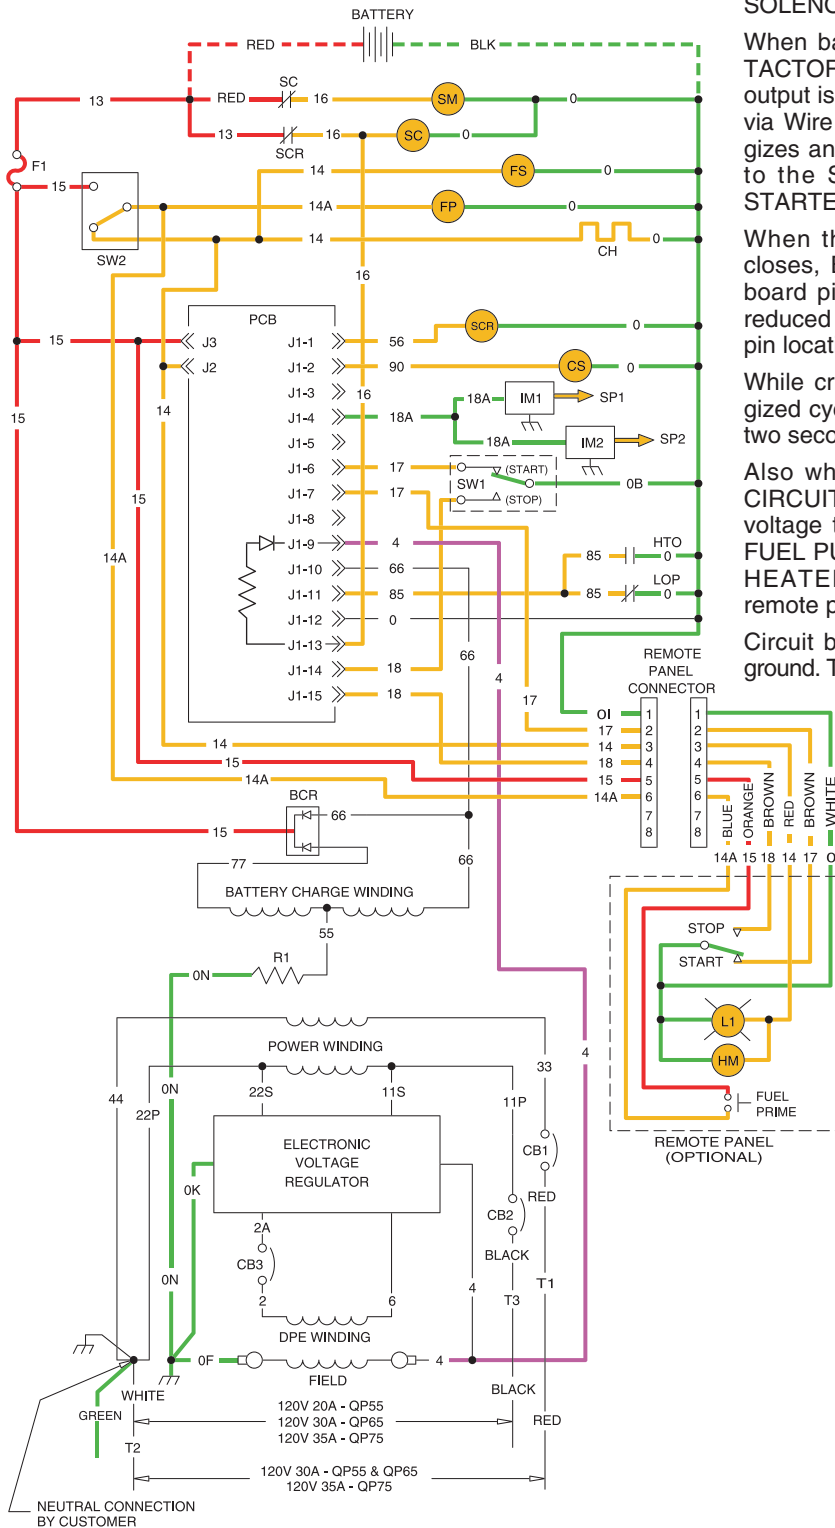 BATTERY
RED
BLK
13
RED
SC
16
SM
0
13
SCR
16
SC
0
F1
15
14
FS
0
14A
FP
0
14
CH
0
SW2
16
PCB
15
J3
J2
J1-1
56
SCR
0
J1-2
90
CS
0
J1-3
16
J1-4
18A
18A
IM1
SP1
J1-5
18A
IM2
SP2
J1-6
17
SW1
(START)
(STOP)
0B
J1-7
17
J1-8
J1-9
4
HTO
85
0
J1-10
66
J1-11
85
LOP
85
0
J1-12
0
J1-13
J1-14
18
J1-15
18
15
14
15
14A
66
4
17
REMOTE
PANEL
CONNECTOR
14
15
14A
OI
17
14
18
15
14A
1
2
3
4
5
6
7
8
1
2
3
4
5
6
7
8
BLUE
ORANGE
BROWN
RED
BROWN
WHITE
14A
15
18
14
17
0
BCR
15
66
77
66
BATTERY CHARGE WINDING
55
R1
0N
STOP
START
L1
HM
FUEL
PRIME
REMOTE PANEL
(OPTIONAL)
POWER WINDING
44
22P
0N
22S
11S
11P
33
4
ELECTRONIC
VOLTAGE
REGULATOR
0K
2A
CB3
2
6
4
CB1
RED
CB2
BLACK
T3
T1
DPE WINDING
0N
0F
FIELD
4
WHITE
GREEN
T2
BLACK
RED
120V 20A - QP55
120V 30A - QP65
120V 35A - QP75
120V 30A - QP55 & QP65
120V 35A - QP75
NEUTRAL CONNECTION
BY CUSTOMER
SOLENO
When ba
TACTOR
output is
via Wire
gizes an
to the S
STARTE
When th
closes, B
board pi
reduced
pin locat
While cr
gized cyc
two seco
Also wh
CIRCUIT
voltage t
FUEL PU
HEATER
remote p
Circuit b
ground. T